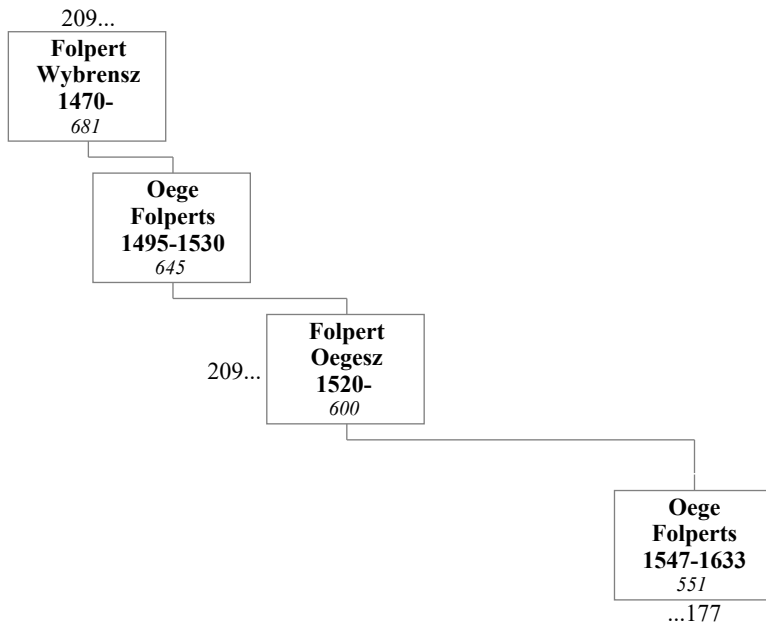 209...
Folpert
Wybrensz
1470-
681
Oege
Folperts
1495-1530
645
209...
Folpert
Oegesz
1520-
600
Oege
Folperts
1547-1633
551
...177